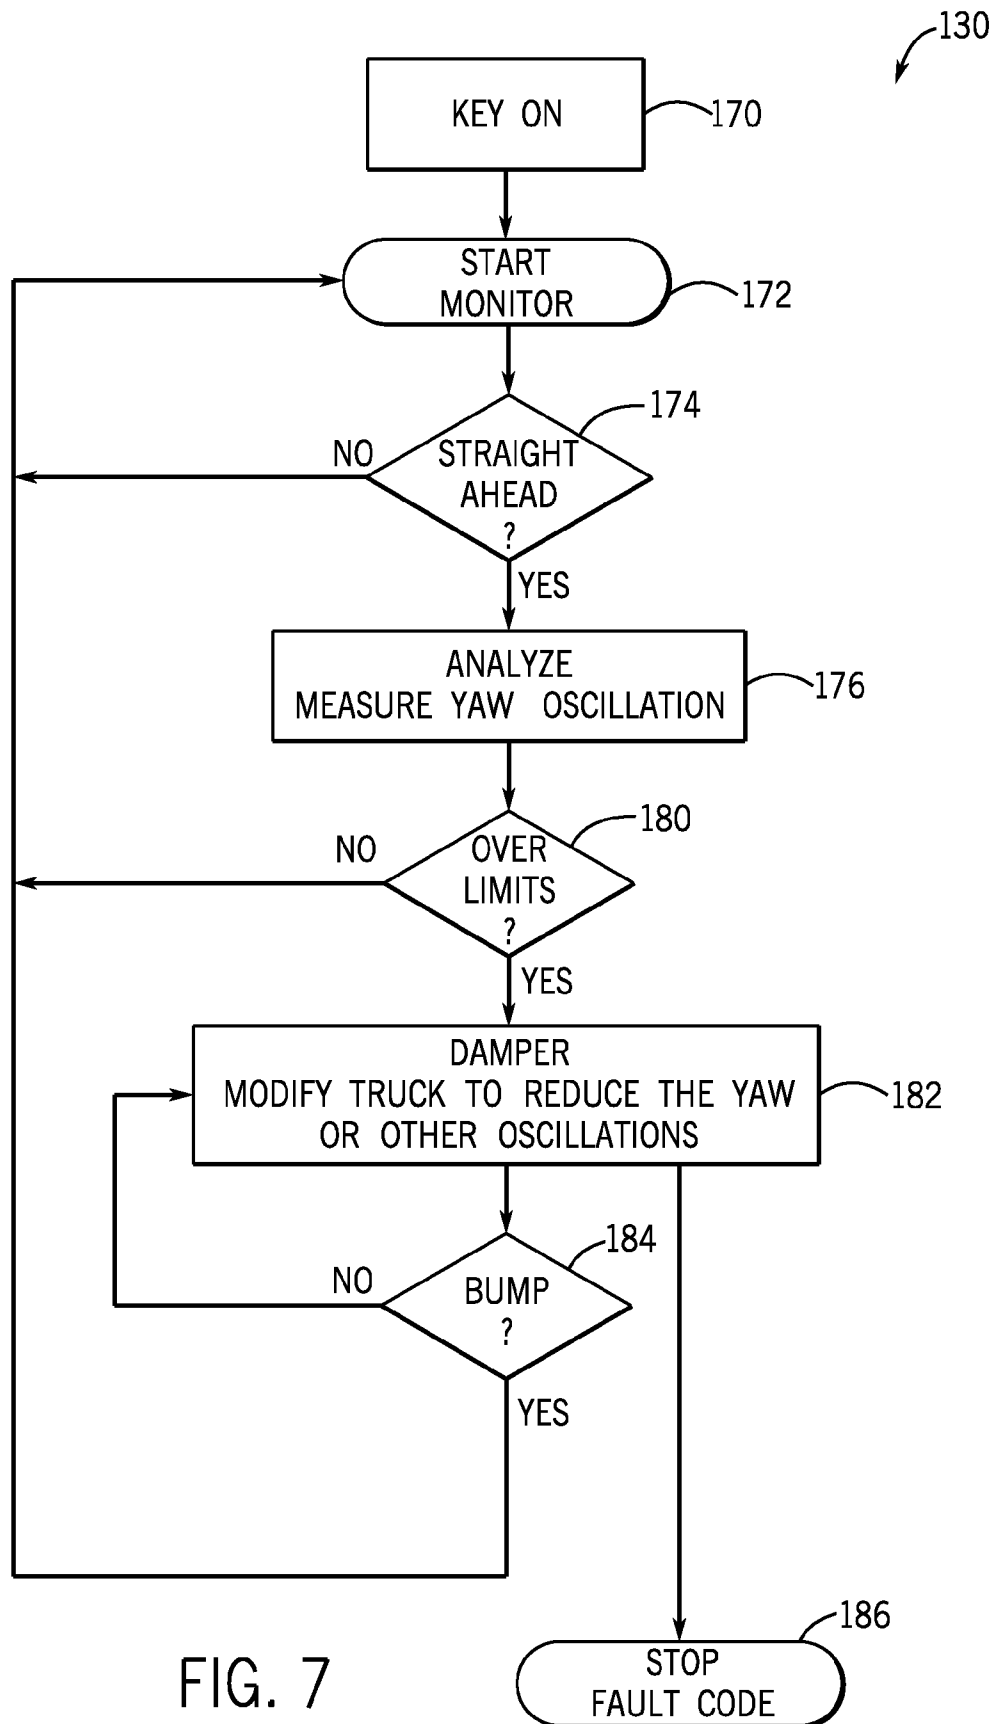 130
KEY ON
170
START
MONITOR
172
174
NO
STRAIGHT
AHEAD
?
YES
ANALYZE
MEASURE YAW OSCILLATION
176
180
NO
OVER
LIMITS
?
YES
DAMPER
MODIFY TRUCK TO REDUCE THE YAW
OR OTHER OSCILLATIONS
182
184
NO
BUMP
?
YES
186
STOP
FAULT CODE
FIG. 7